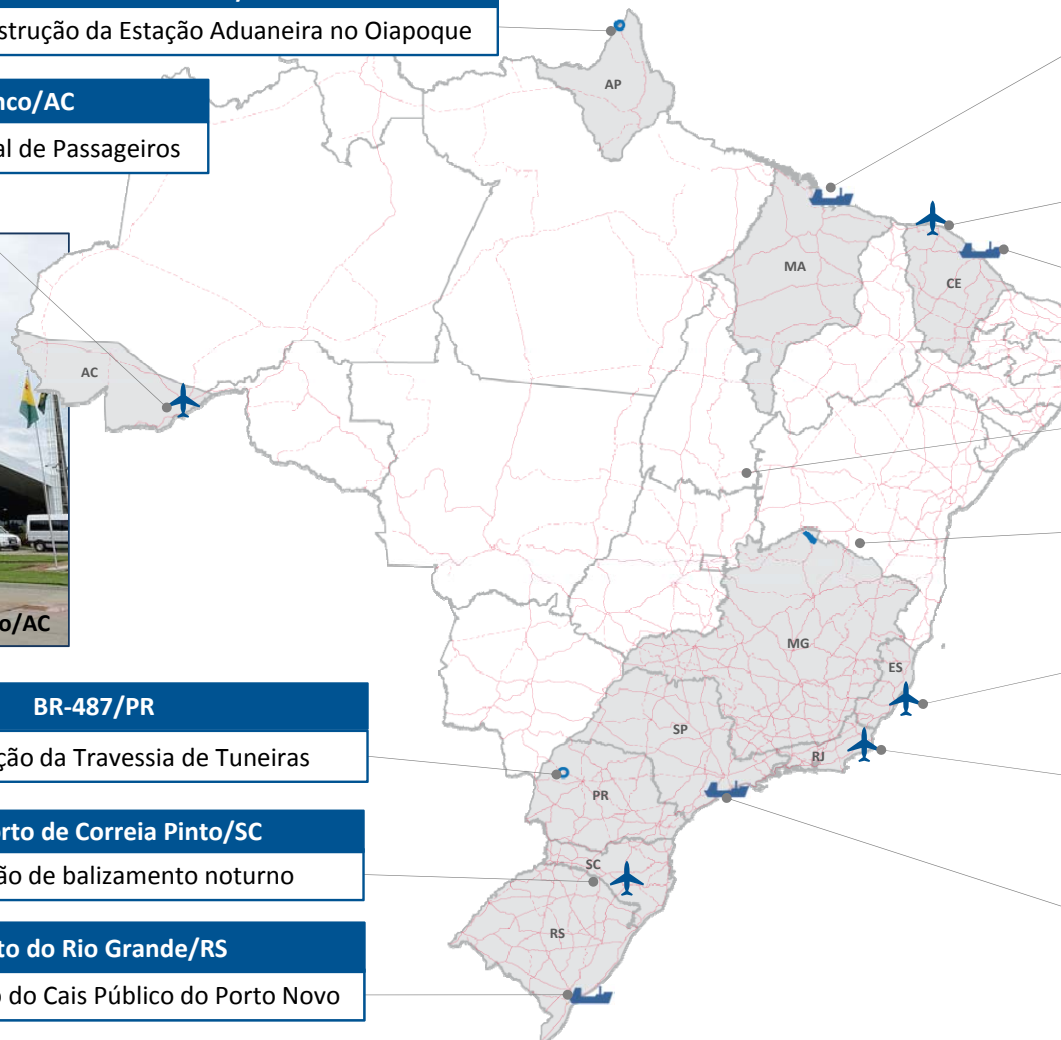 strução da Estação Aduaneira no Oiapoque
nco/AC
al de Passageiros
o/AC
BR-487/PR
ção da Travessia de Tuneiras
orto de Correia Pinto/SC
ão de balizamento noturno
to do Rio Grande/RS
o do Cais Público do Porto Novo
AP
MA
CE
AC
MG
ES
SP
RJ
PR
SC
RS